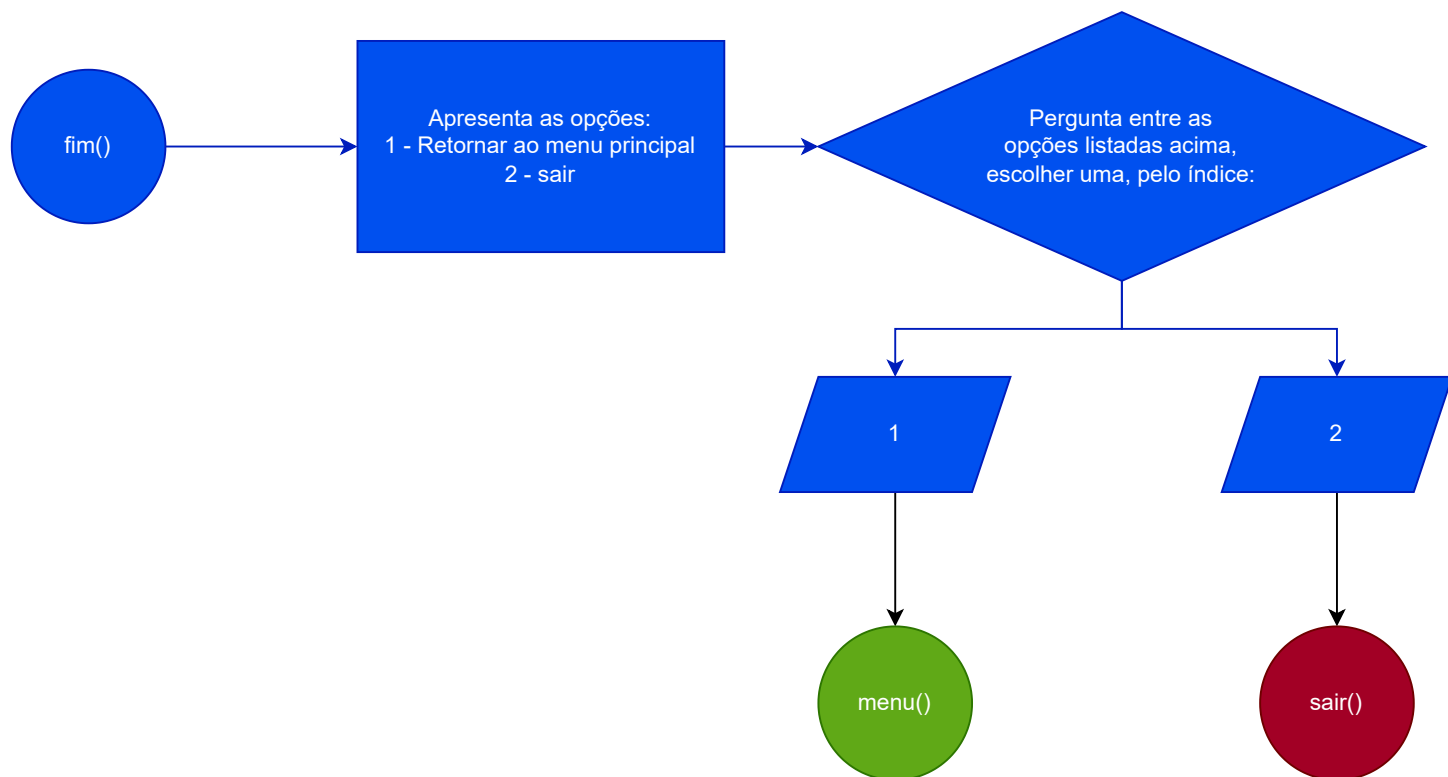 fim()
Apresenta as opções:
1 - Retornar ao menu principal
2 - sair
Pergunta entre as
opções listadas acima,
escolher uma, pelo índice:
1
2
menu()
sair()